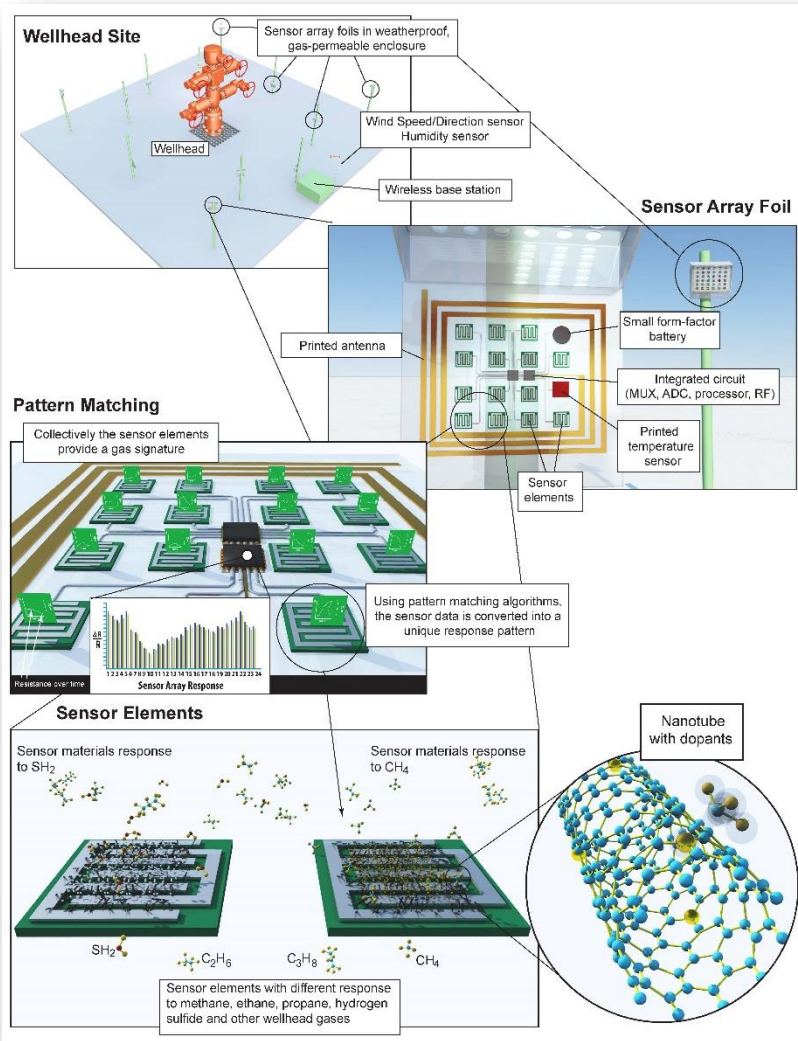 Wellhead Site
Sensor array foils in weatherproof,
gas-permeable enclosure
Wind Speed/Direction sensor
Humidity sensor
Wellhead
Wireless base station
Sensor Array Foil
Printed antenna
Small form-factor
battery
Integrated circuit
(MUX, ADC, processor, RF)
Printed
temperature
sensor
Sensor
elements
Pattern Matching
Collectively the sensor elements
provide a gas signature
Using pattern matching algorithms,
the sensor data is converted into a
unique response pattern
ΔR
R
1 2 3 4 5 6 7 8 9 10 11 12 13 14 15 16 17 18 19 20 21 22 23 24
Sensor Array Response
Resistance over time
Sensor Elements
Sensor materials response
to SH₂
Sensor materials response
to CH₄
Nanotube
with dopants
SH₂
C₂H₆
C₃H₈
CH₄
Sensor elements with different response
to methane, ethane, propane, hydrogen
sulfide and other wellhead gases